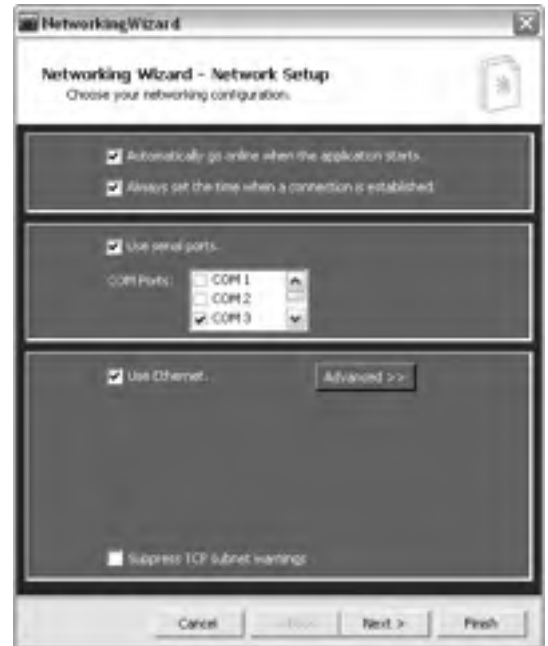 NetworkingWizard
Networking Wizard - Network Setup
Choose your networking configuration.
Automatically go online when the application starts.
Always set the time when a connection is established.
Use serial ports.
COM Ports:
COM 1
COM 2
COM 3
Use Ethernet.
Advanced >>
Suppress TCP subnet warnings
Cancel
Next >
Finish